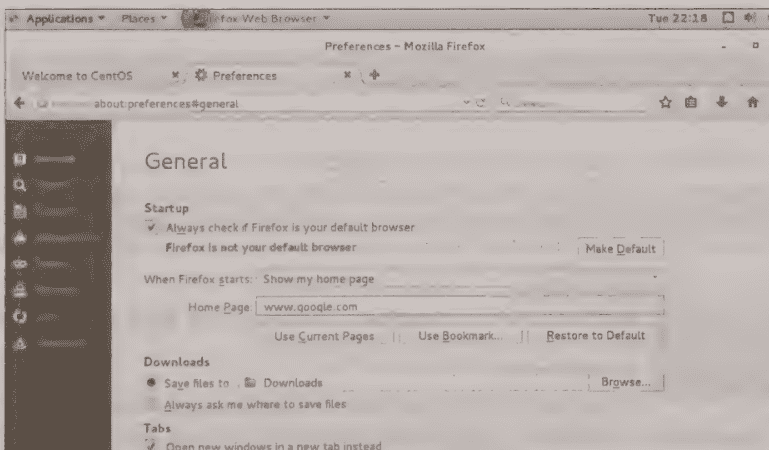 Applications Places Firefox Web Browser Tue 22:18
Preferences - Mozilla Firefox
Welcome to CentOS Preferences
about:preferences#general
General
Startup
Always check if Firefox is your default browser
Firefox is not your default browser Make Default
When Firefox starts: Show my home page
Home Page: www.google.com
Use Current Pages Use Bookmark... Restore to Default
Downloads
Save files to Downloads Browse...
Always ask me where to save files
Tabs
Open new windows in a new tab instead